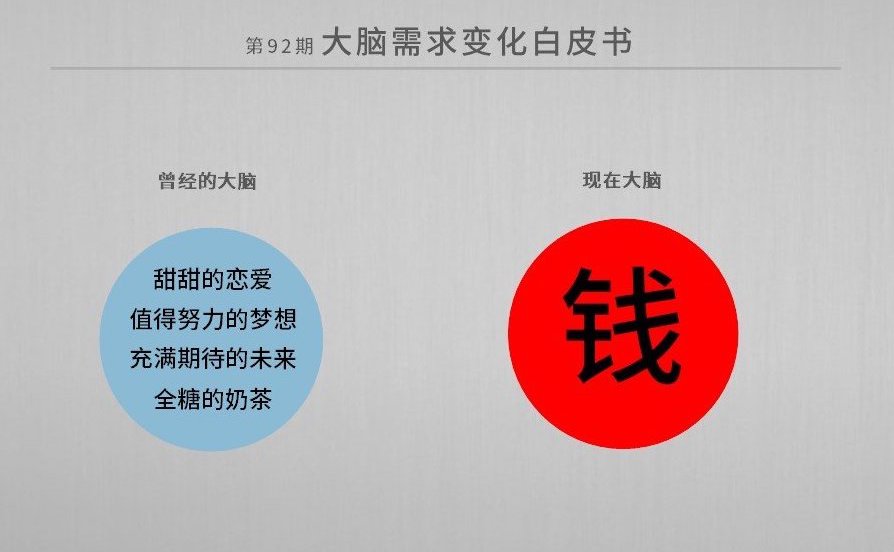 第92期 大脑需求变化白皮书
曾经的大脑
甜甜的恋爱
值得努力的梦想
充满期待的未来
全糖的奶茶
现在大脑
钱